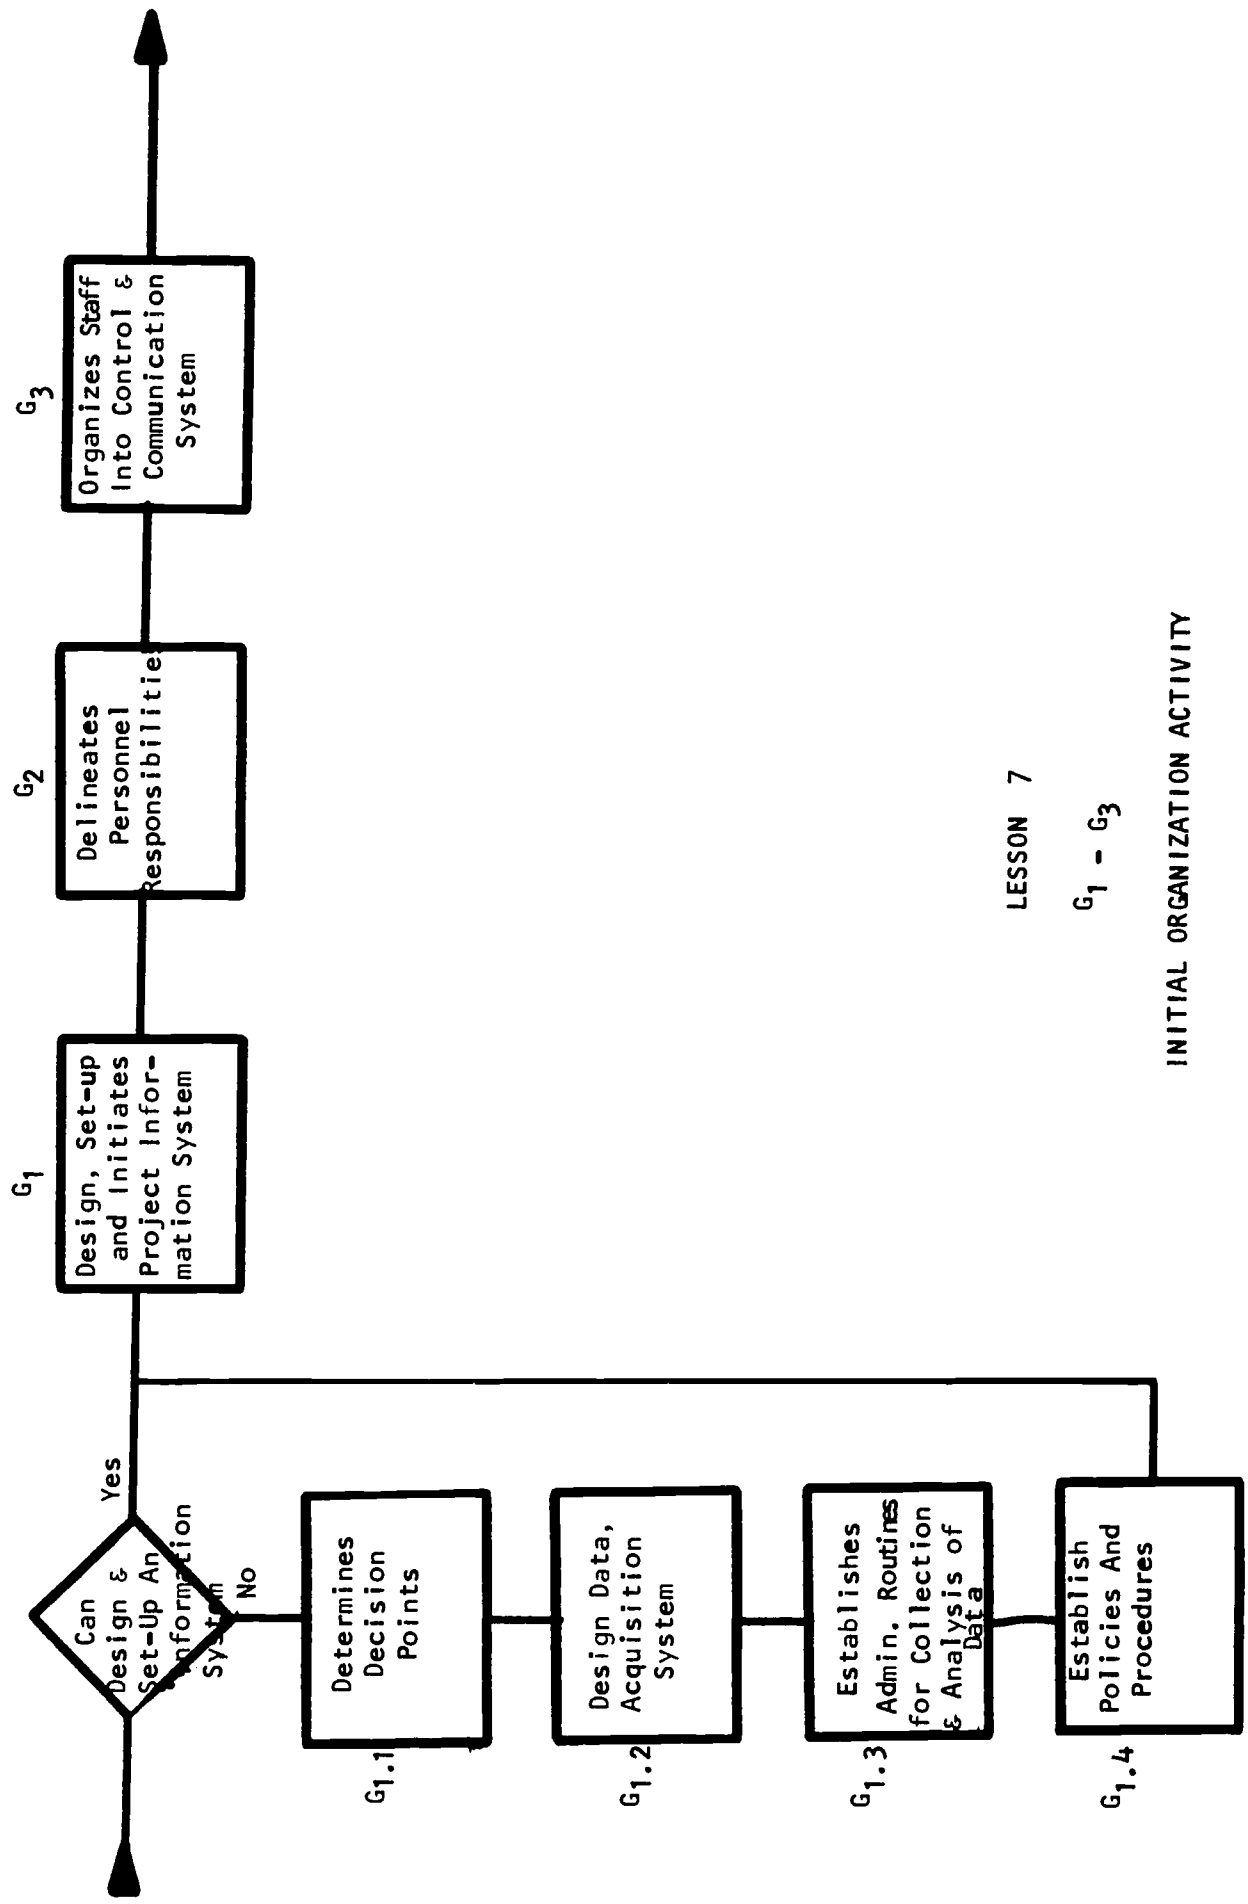 Can
Design &
Set-Up An
Information
System
Yes
No
G1
Design, Set-up
and Initiates
Project Infor-
mation System
G2
Delineates
Personnel
Responsibilities
G3
Organizes Staff
Into Control &
Communication
System
G1.1
Determines
Decision
Points
G1.2
Design Data,
Acquisition
System
G1.3
Establishes
Admin. Routines
for Collection
& Analysis of
Data
G1.4
Establish
Policies And
Procedures
LESSON 7
G1 - G3
INITIAL ORGANIZATION ACTIVITY